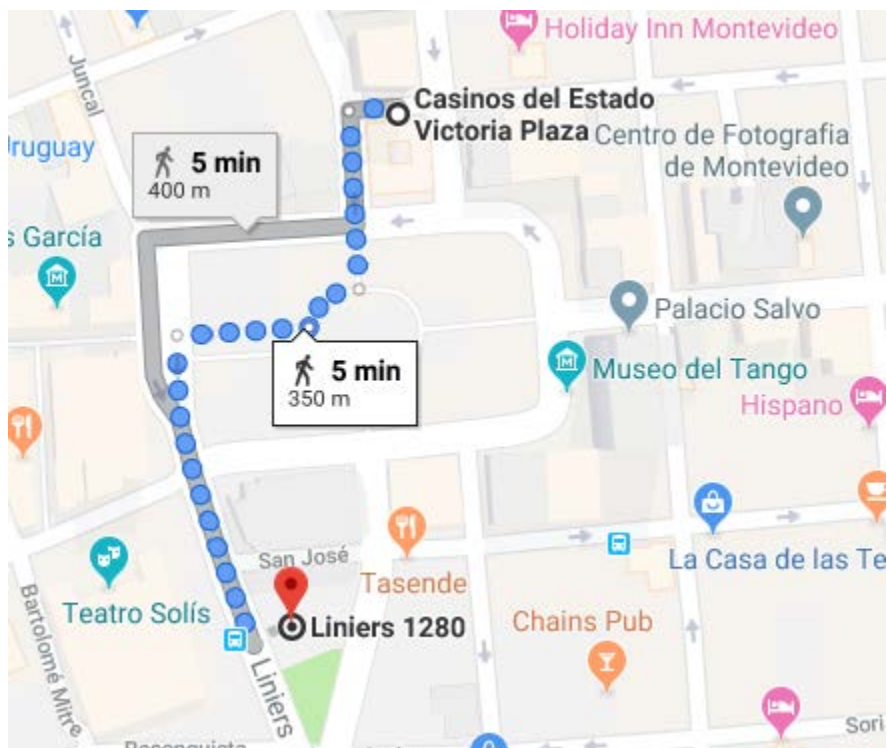 Holiday Inn Montevideo
Juncal
Casinos del Estado
Victoria Plaza
Centro de Fotografia
de Montevideo
Uruguay
5 min
400 m
s García
Palacio Salvo
5 min
350 m
Museo del Tango
Hispano
San José
Tasende
La Casa de las Te
Teatro Solís
Liniers 1280
Chains Pub
Bartolomé Mitre
Liniers
Sori